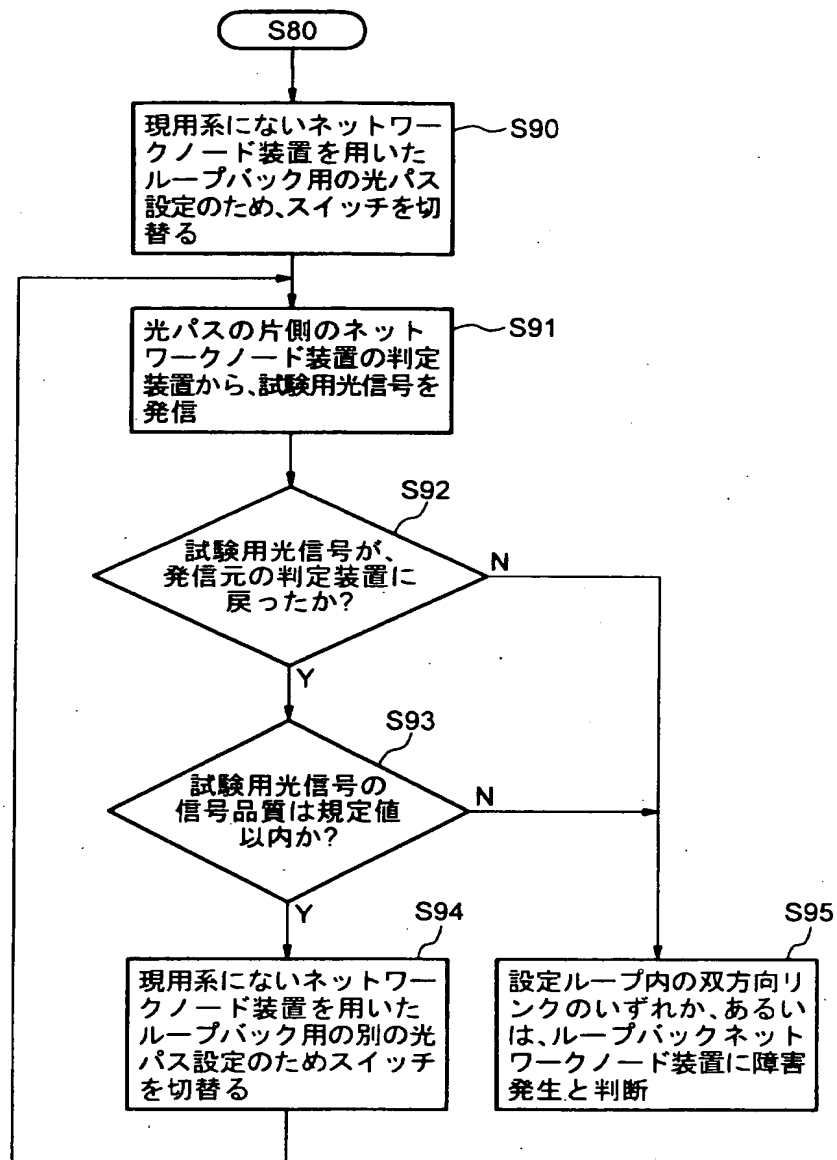 S80
現用系にないネットワー
クノード装置を用いた
ループバック用の光パス
設定のため、スイッチを切
替る
S90
光パスの片側のネット
ワークノード装置の判定
装置から、試験用光信号を
発信
S91
S92
試験用光信号が、
発信元の判定装置に
戻ったか?
N
Y
S93
試験用光信号の
信号品質は規定値
以内か?
N
Y
S94
現用系にないネットワー
クノード装置を用いた
ループバック用の別の光
パス設定のためスイッチ
を切替る
S95
設定ループ内の双方向リ
ンクのいずれか、あるい
は、ループバックネット
ワークノード装置に障害
発生と判断